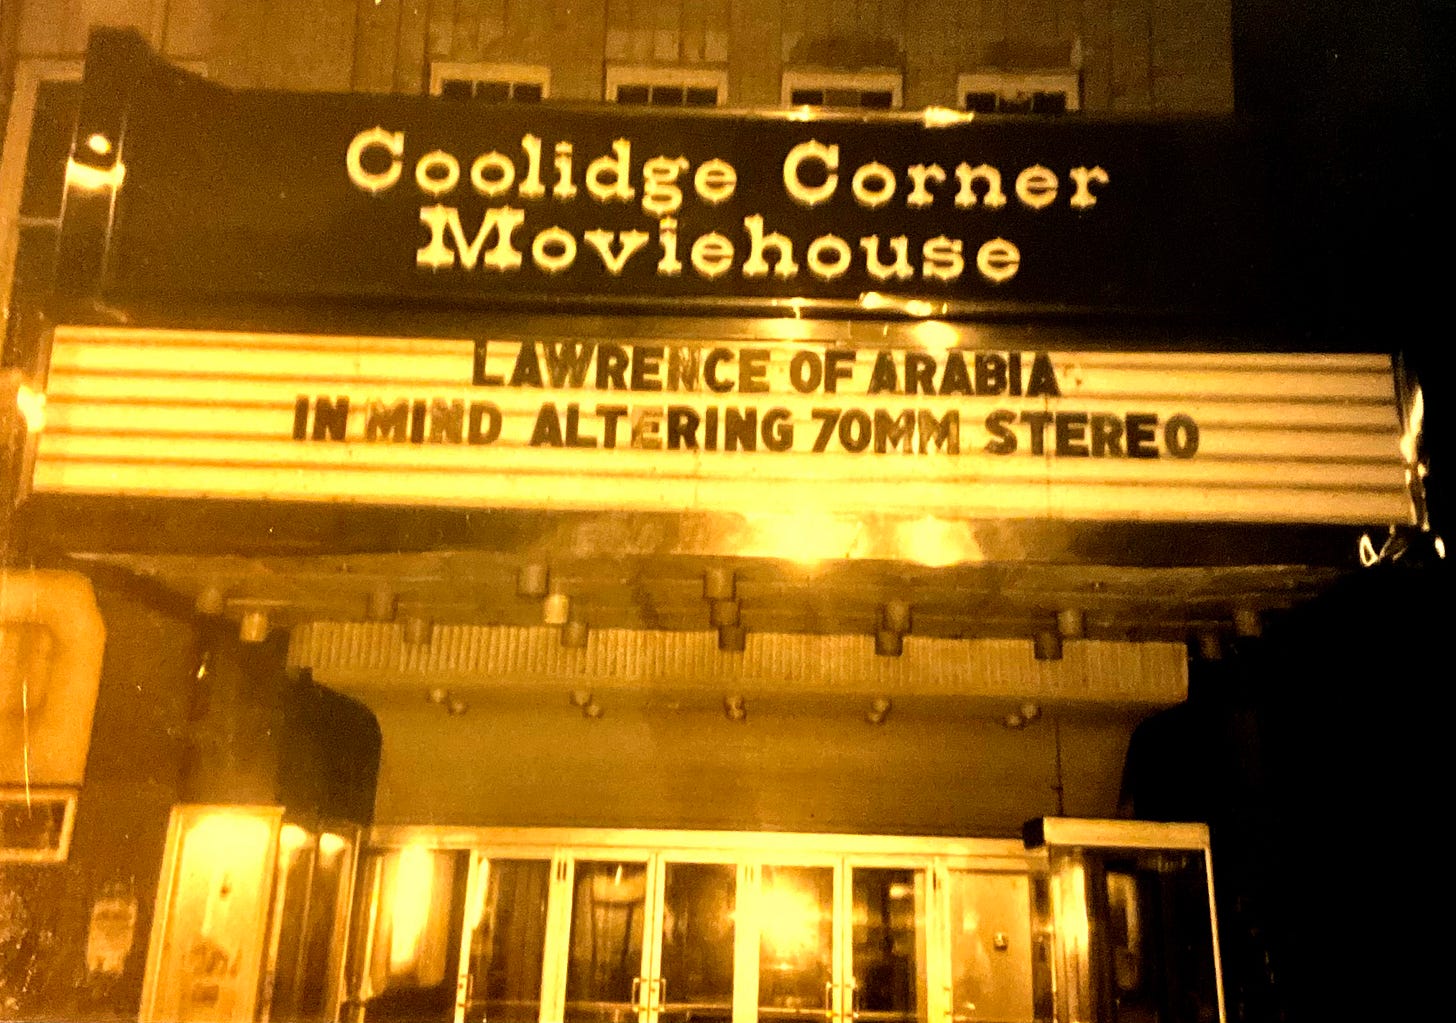 Coolidge Corner
Moviehouse
LAWRENCE OF ARABIA
IN MIND ALTERING 70MM STEREO